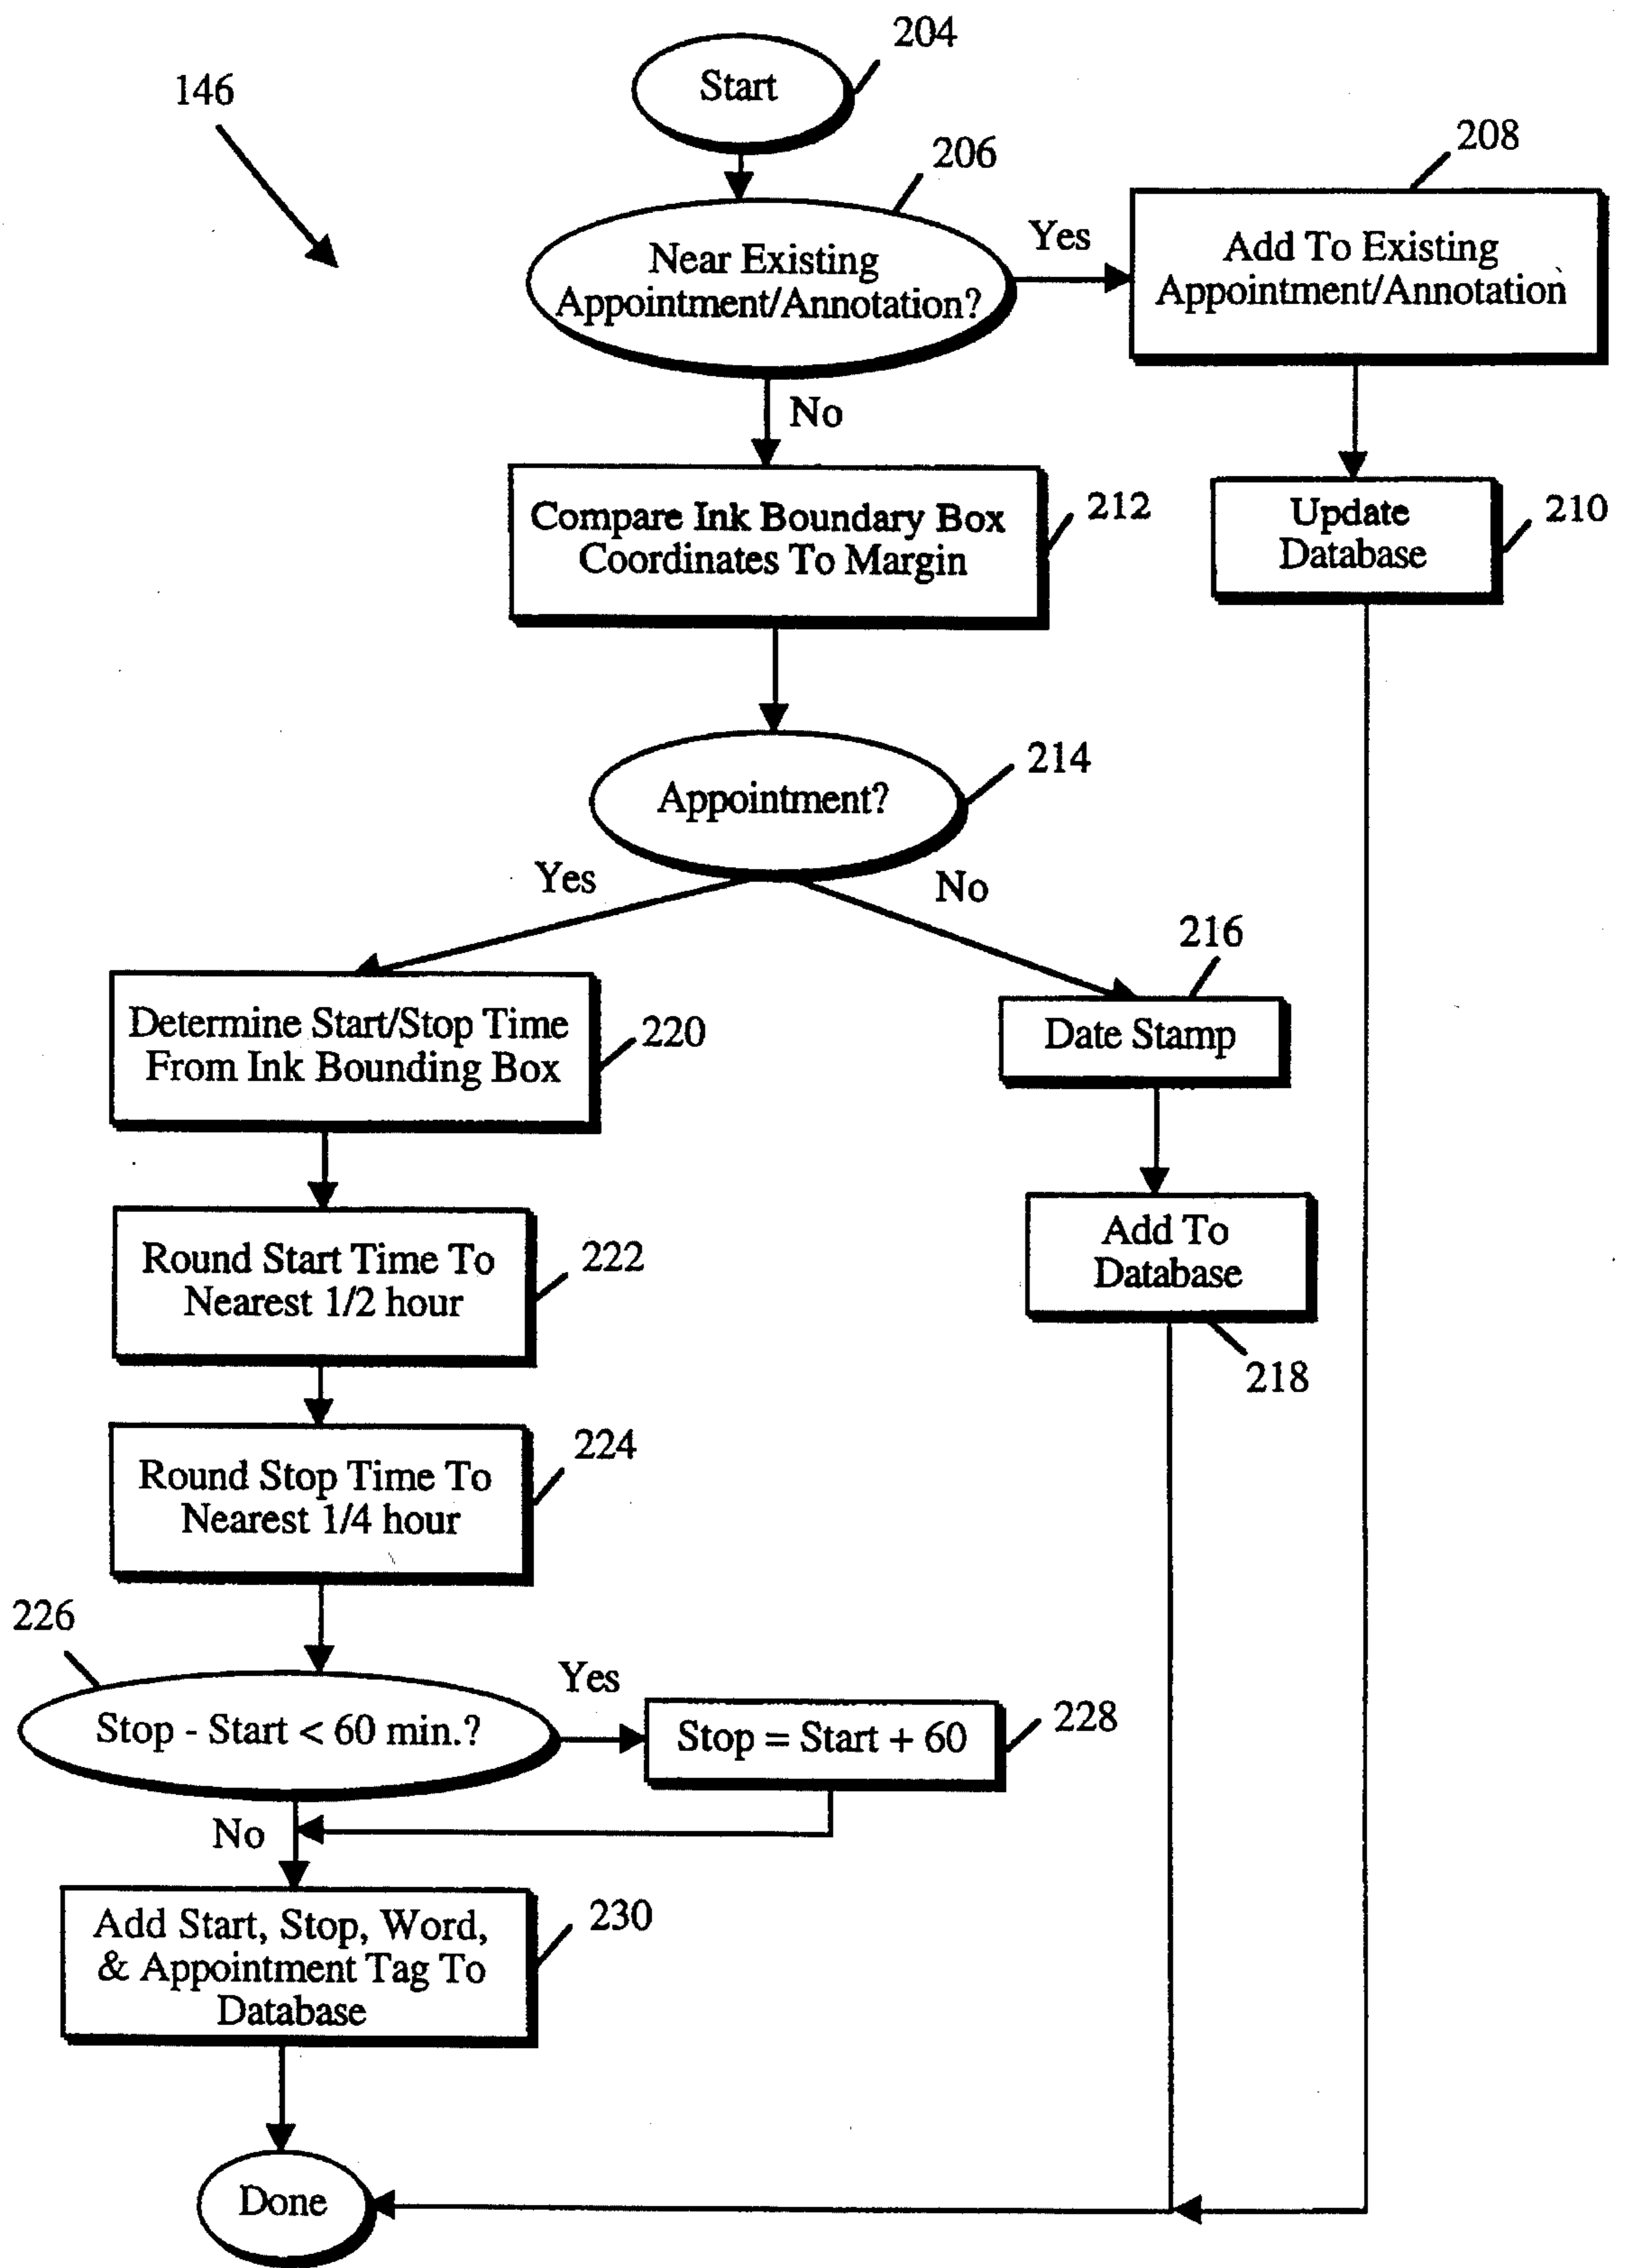 204
Start
146
206
208
Near Existing
Appointment/Annotation?
Yes
Add To Existing
Appointment/Annotation
No
Compare Ink Boundary Box
Coordinates To Margin
212
Update
Database
210
Appointment?
214
Yes
No
216
Determine Start/Stop Time
From Ink Bounding Box
220
Date Stamp
Round Start Time To
Nearest 1/2 hour
222
Add To
Database
218
Round Stop Time To
Nearest 1/4 hour
224
226
Stop - Start < 60 min.?
Yes
Stop = Start + 60
228
No
Add Start, Stop, Word,
& Appointment Tag To
Database
230
Done